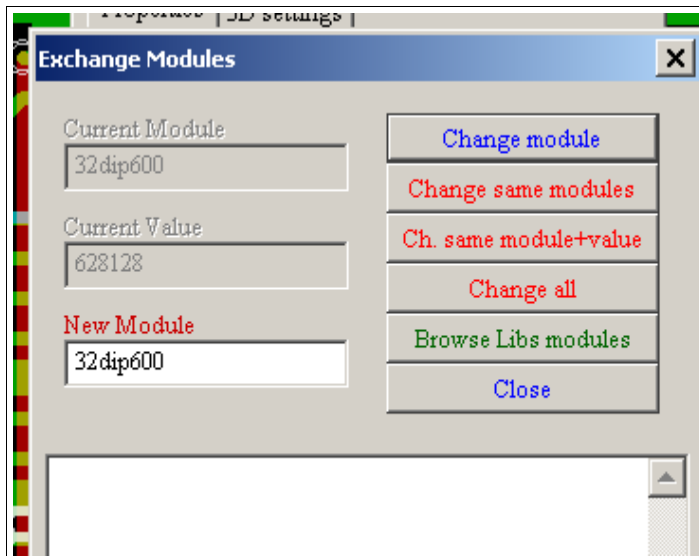 Properties 3D settings
Exchange Modules
Current Module
32dip600
Current Value
628128
New Module
32dip600
Change module
Change same modules
Ch. same module+value
Change all
Browse Libs modules
Close